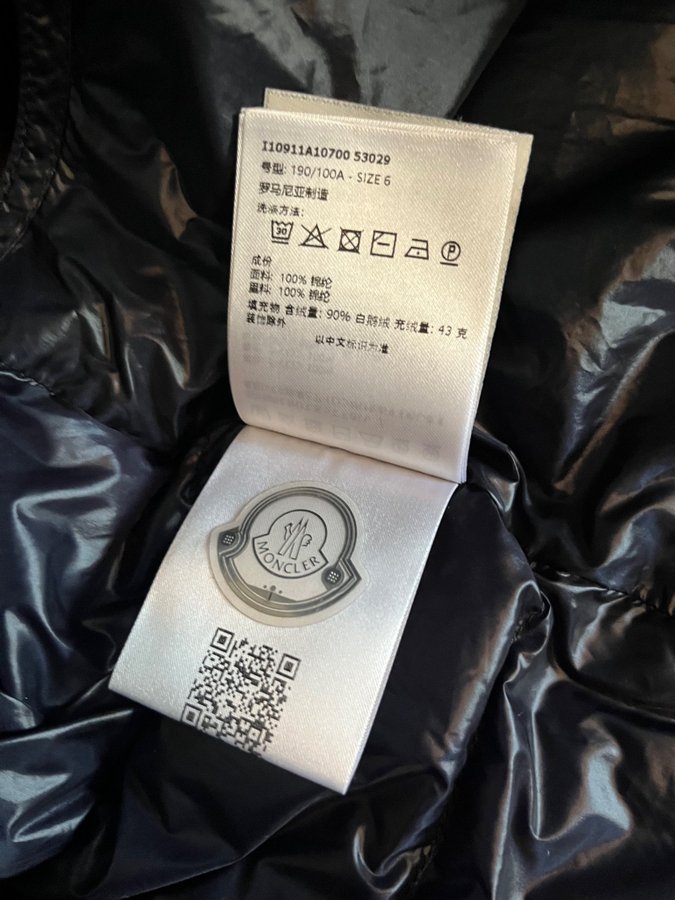 I10911A10700 53029
号型: 190/100A - SIZE 6
罗马尼亚制造
洗涤方法:
30
P
成份
面料: 100% 锦纶
里料: 100% 锦纶
填充物 含绒量: 90% 白鹅绒 充绒量: 43 克
装饰除外
以中文标识为准
MONCLER